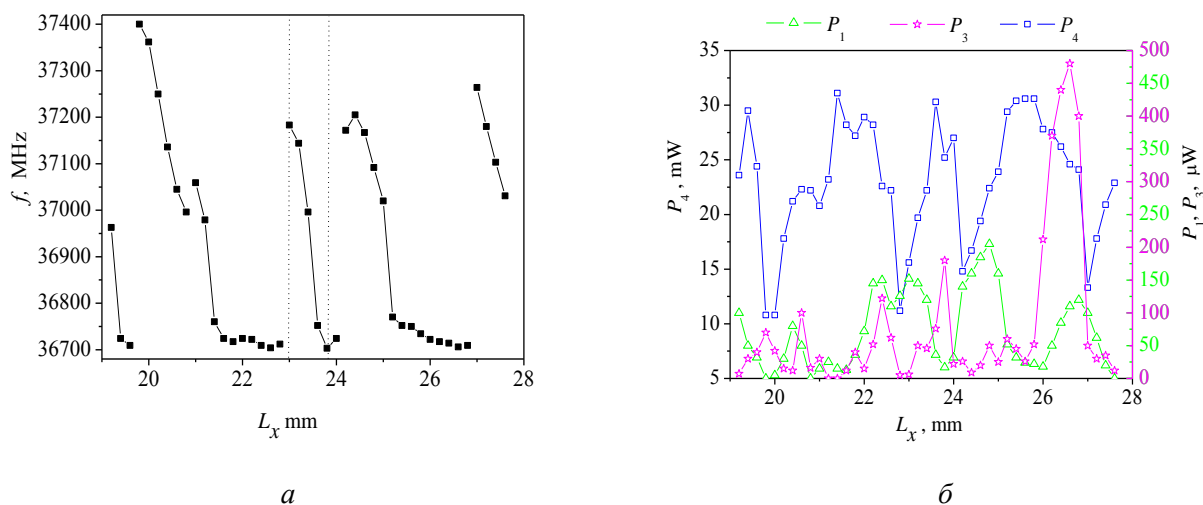 37400
37300
37200
37100
37000
36900
36800
36700
f, MHz
20 22 24 26 28
L_x mm
а
P_1 P_3 P_4
35
30
25
20
15
10
5
P_4 , mW
500
450
400
350
300
250
200
150
100
50
0
P_1, P_3, μW
20 22 24 26 28
L_x , mm
б